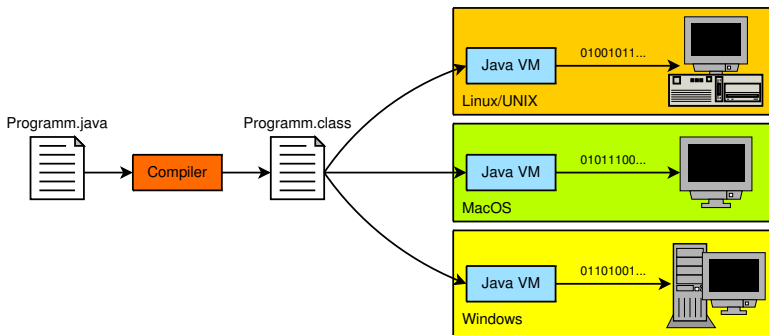 Programm.java
Compiler
Programm.class
Java VM
01001011...
Linux/UNIX
Java VM
01011100...
MacOS
Java VM
01101001...
Windows